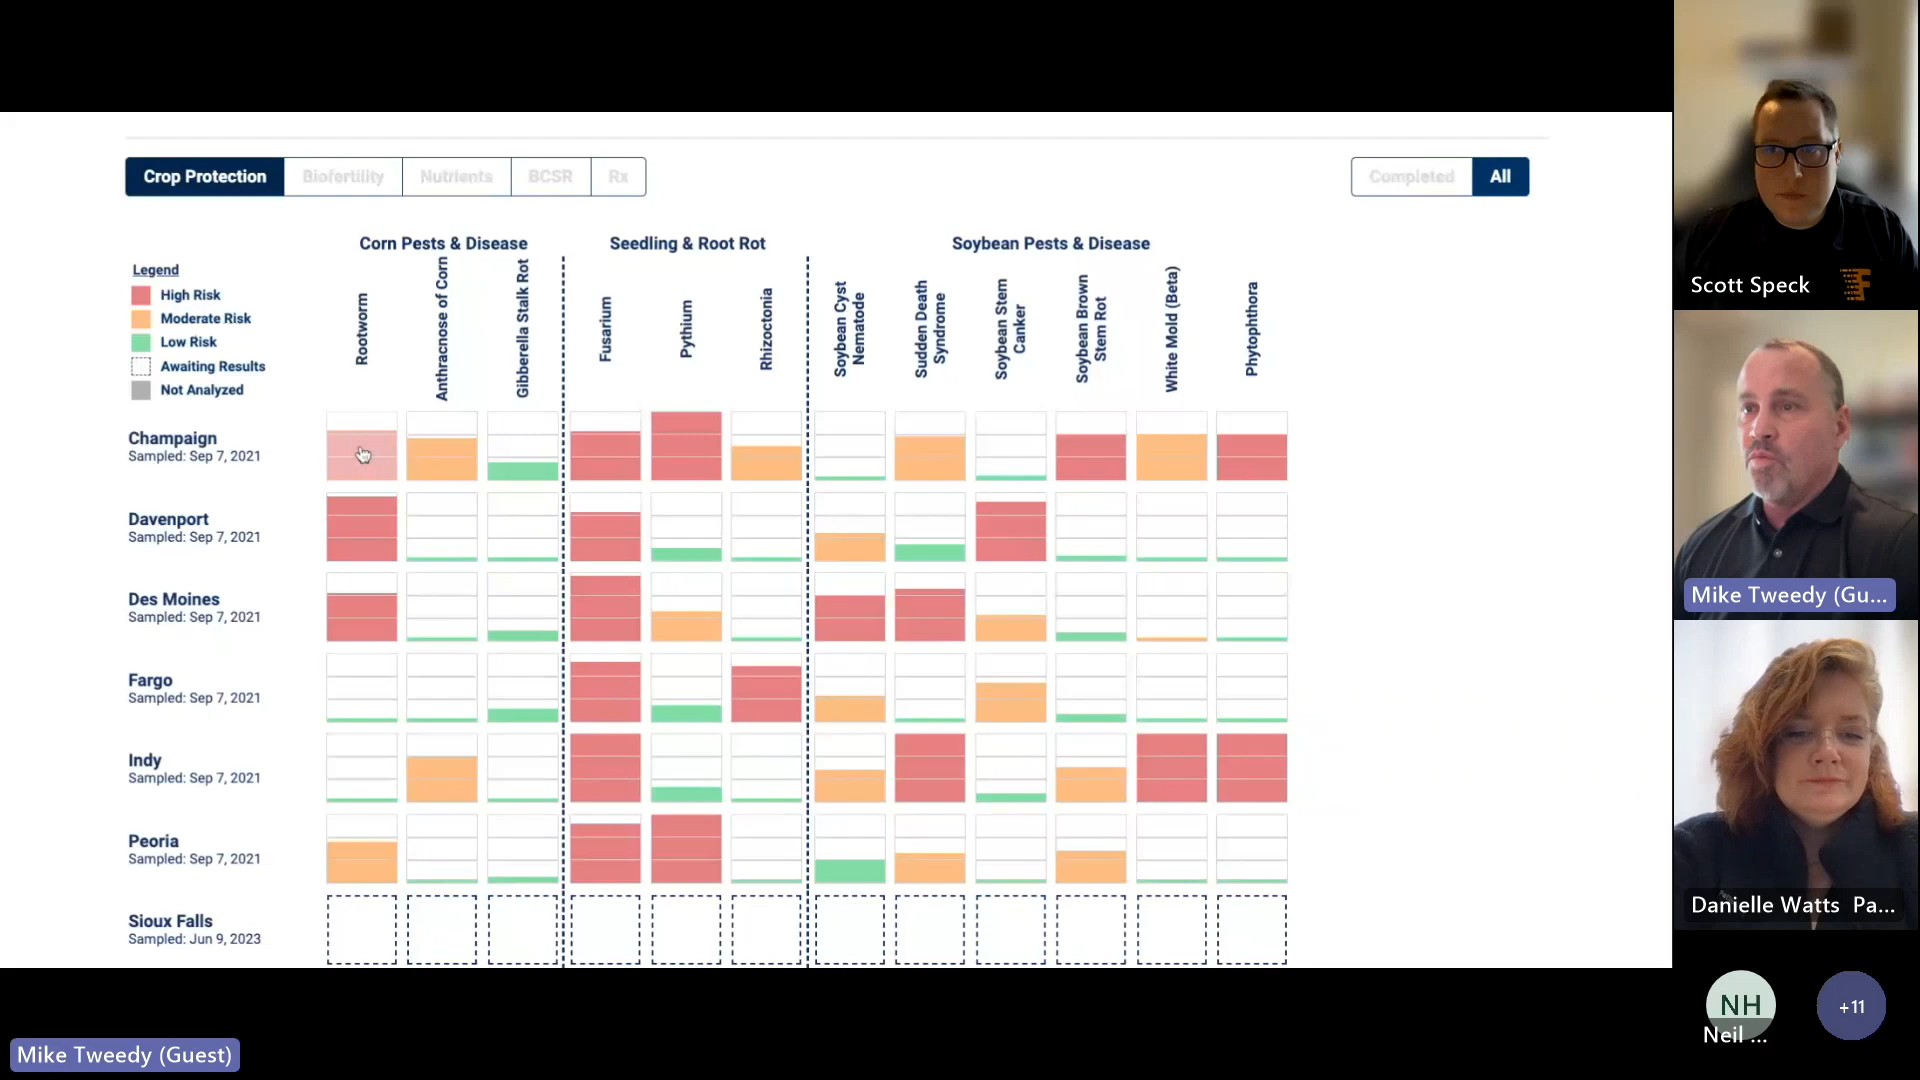 Crop Protection
Biofertility
Nutrients
BCSR
Rx
Completed
All
Corn Pests & Disease
Seedling & Root Rot
Soybean Pests & Disease
Legend
High Risk
Moderate Risk
Low Risk
Awaiting Results
Not Analyzed
Rootworm
Anthracnose of Corn
Gibberella Stalk Rot
Fusarium
Pythium
Rhizoctonia
Soybean Cyst
Nematode
Sudden Death
Syndrome
Soybean Stem
Canker
Soybean Brown
Stem Rot
White Mold (Beta)
Phytophthora
Champaign
Sampled: Sep 7, 2021
Davenport
Sampled: Sep 7, 2021
Des Moines
Sampled: Sep 7, 2021
Fargo
Sampled: Sep 7, 2021
Indy
Sampled: Sep 7, 2021
Peoria
Sampled: Sep 7, 2021
Sioux Falls
Sampled: Jun 9, 2023
Scott Speck
Mike Tweedy (Gu...
Danielle Watts Pa...
NH
Neil ...
+11
Mike Tweedy (Guest)